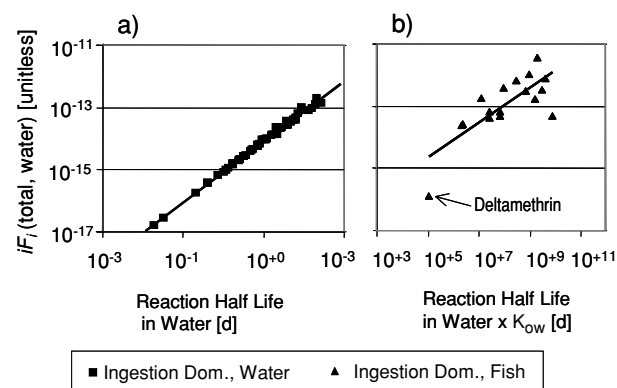 a)
b)
iFi (total, water) [unitless]
10-11
10-13
10-15
10-17
Deltamethrin
10-3
10-1
10+0
10-3
10+3
10+5
10+7
10+9
10+11
Reaction Half Life
in Water [d]
Reaction Half Life
in Water x KOW [d]
Ingestion Dom., Water
Ingestion Dom., Fish